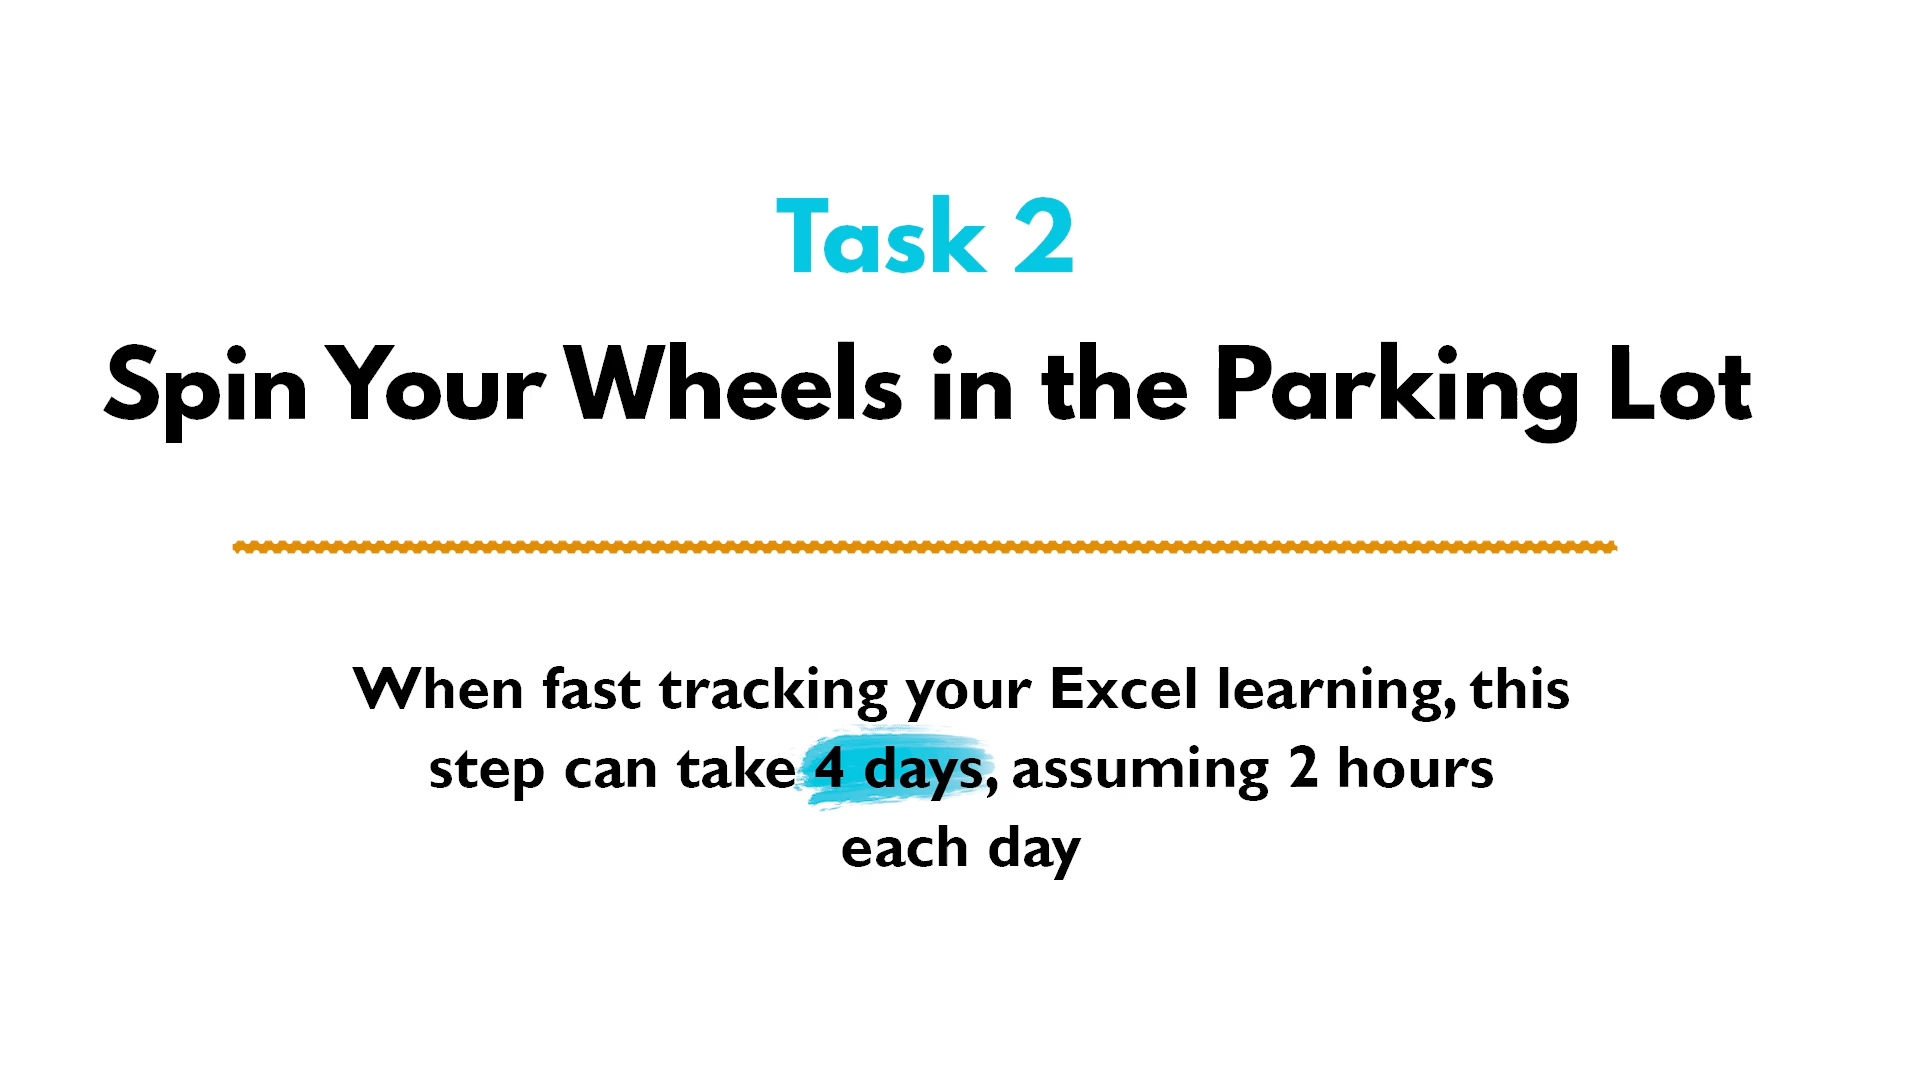 Task 2
Spin Your Wheels in the Parking Lot
When fast tracking your Excel learning, this
step can take 4 days, assuming 2 hours
each day